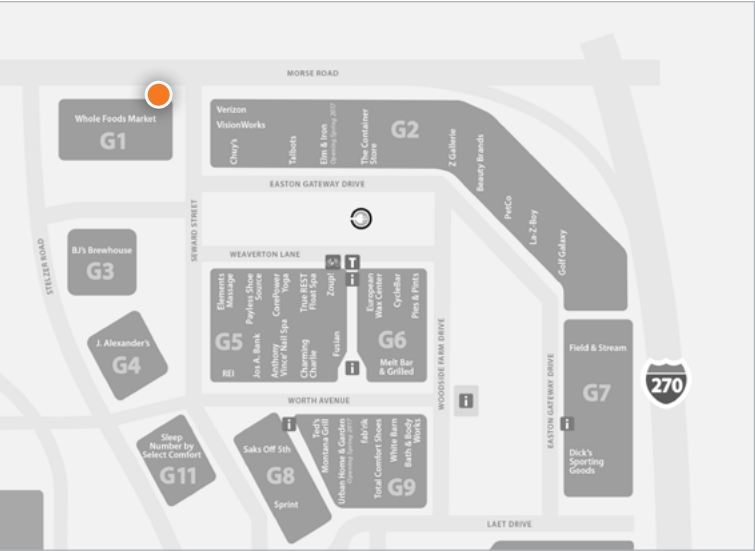 MORSE ROAD
Whole Foods Market
G1
Verizon
VisionWorks
Chuy's
Talbots
Elm & Iron
Opening Spring 2017
The Container
Store
G2
Z Gallerie
Beauty Brands
PetCo
La-Z-Boy
Golf Galaxy
EASTON GATEWAY DRIVE
SEWARD STREET
STELZER ROAD
BJ's Brewhouse
G3
WEAVERTON LANE
T
i
Elements
Massage
Payless Shoe
Source
CorePower
Yoga
True REST
Float Spa
Zoup!
G5
REI
Jos A. Bank
Anthony
Vince' Nail Spa
Charming
Charlie
Fusian
i
European
Wax Center
CycleBar
Pies & Pints
G6
Melt Bar
& Grilled
J. Alexander's
G4
WOODSIDE FARM DRIVE
i
EASTON GATEWAY DRIVE
Field & Stream
G7
i
Dick's
Sporting
Goods
270
WORTH AVENUE
Sleep
Number by
Select Comfort
G11
i
Saks Off 5th
G8
Sprint
Ted's
Montana Grill
Urban Home & Garden
Opening Spring 2017
Fab'rik
Total Comfort Shoes
White Barn
Bath & Body
Works
G9
LAET DRIVE